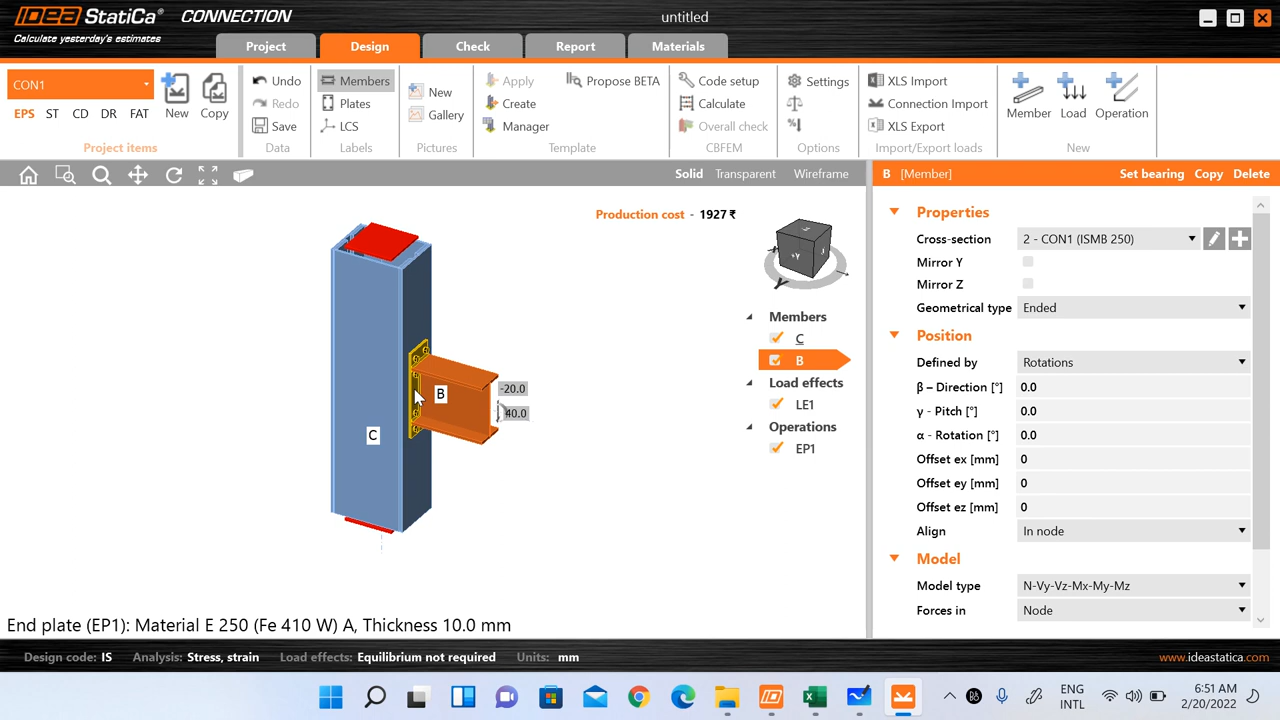 IDEA StatiCa® CONNECTION
Calculate yesterday's estimates
untitled
Project Design Check Report Materials
CON1
EPS ST CD DR FAT
New Copy
Project items
Undo
Redo
Save
Data
Members
Plates
LCS
Labels
New
Gallery
Pictures
Apply Propose BETA
Create
Manager
Template
Code setup
Calculate
Overall check
CBFEM
Settings
Options
XLS Import
Connection Import
XLS Export
Import/Export loads
Member Load Operation
New
Solid Transparent Wireframe
Production cost - 1927 ₹
+Y
Members
C
B
Load effects
LE1
Operations
EP1
B
C
-20.0
40.0
End plate (EP1): Material E 250 (Fe 410 W) A, Thickness 10.0 mm
B [Member] Set bearing Copy Delete
Properties
Cross-section 2 - CON1 (ISMB 250)
Mirror Y
Mirror Z
Geometrical type Ended
Position
Defined by Rotations
β – Direction [°] 0.0
γ - Pitch [°] 0.0
α - Rotation [°] 0.0
Offset ex [mm] 0
Offset ey [mm] 0
Offset ez [mm] 0
Align In node
Model
Model type N-Vy-Vz-Mx-My-Mz
Forces in Node
Design code: IS Analysis: Stress, strain Load effects: Equilibrium not required Units: mm www.ideastatica.com
ENG
INTL
6:51 AM
2/20/2022